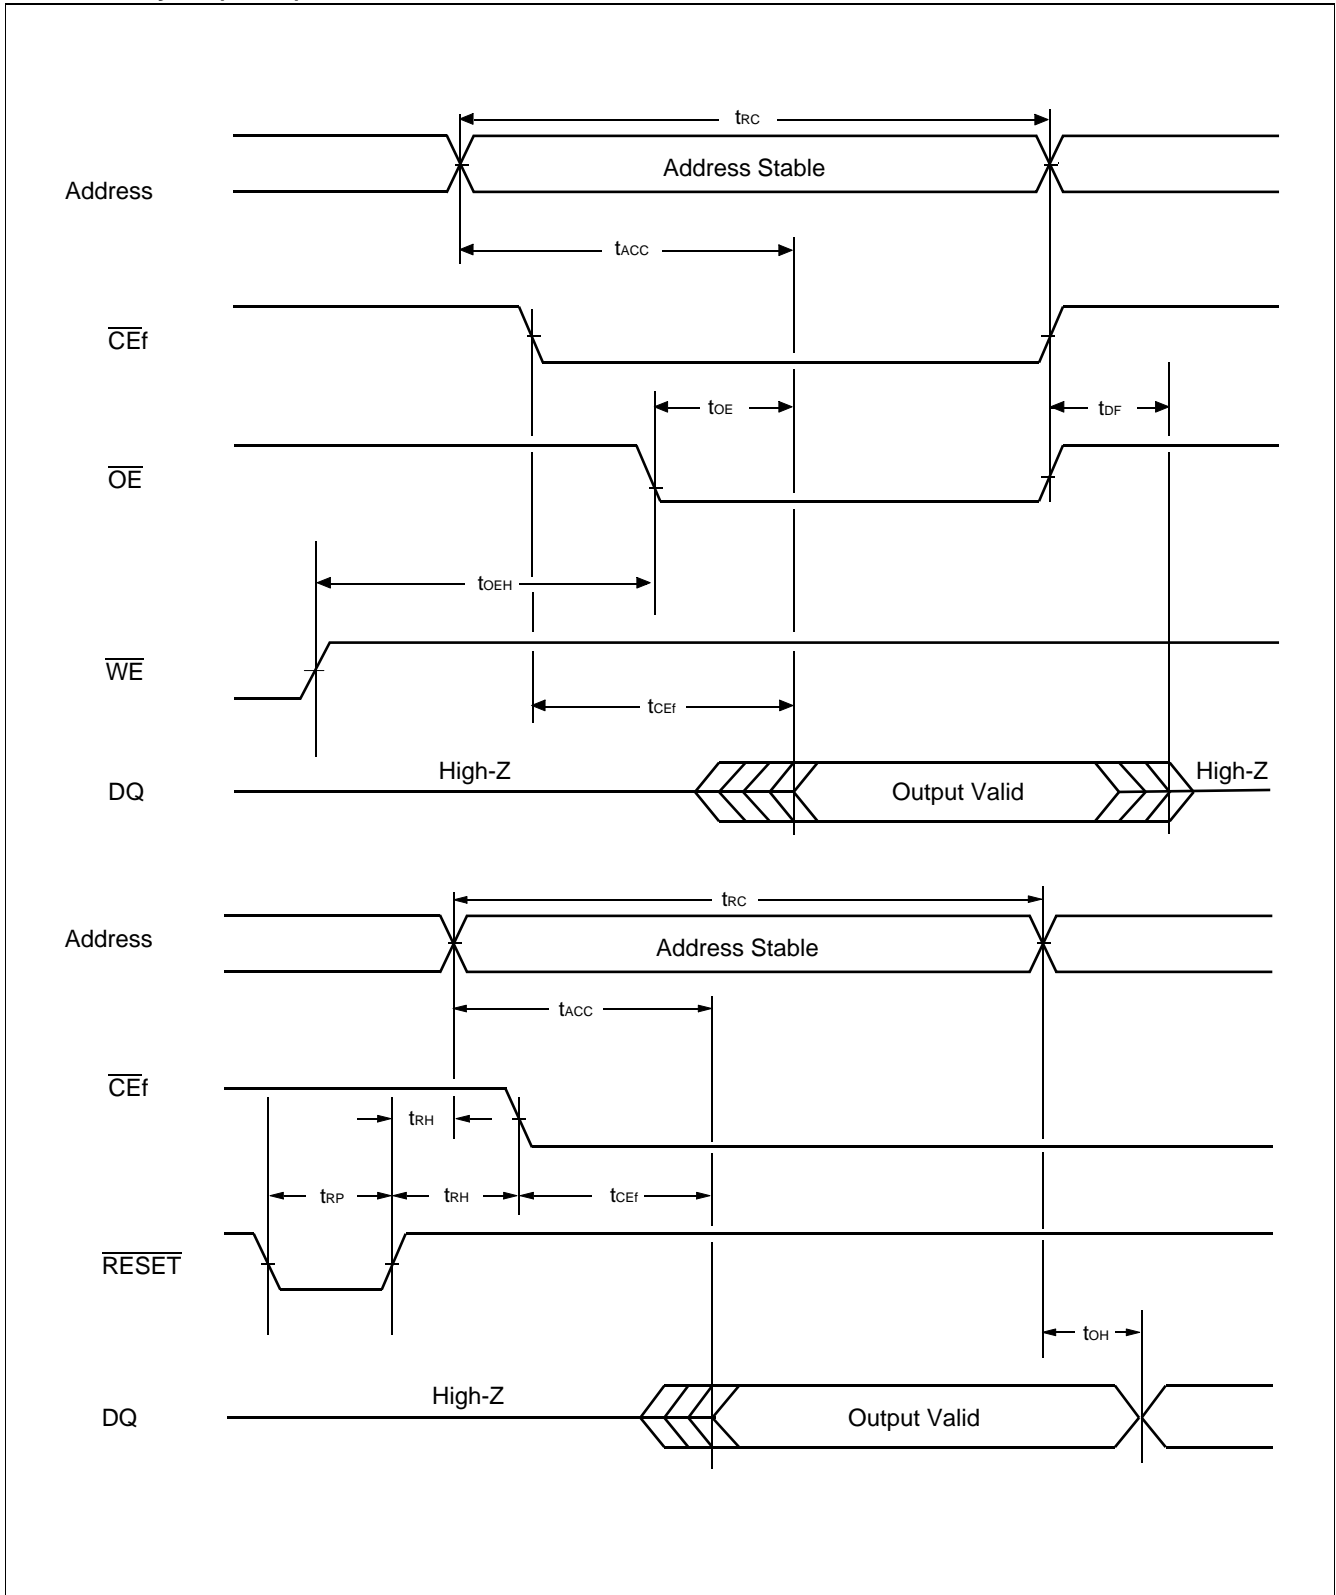 tRC
Address Stable
Address
tACC
CEf
tOE
tDF
OE
tOEH
WE
tCEf
High-Z
High-Z
DQ
Output Valid
tRC
Address
Address Stable
tACC
CEf
tRH
tRP
tRH
tCEf
RESET
tOH
High-Z
DQ
Output Valid